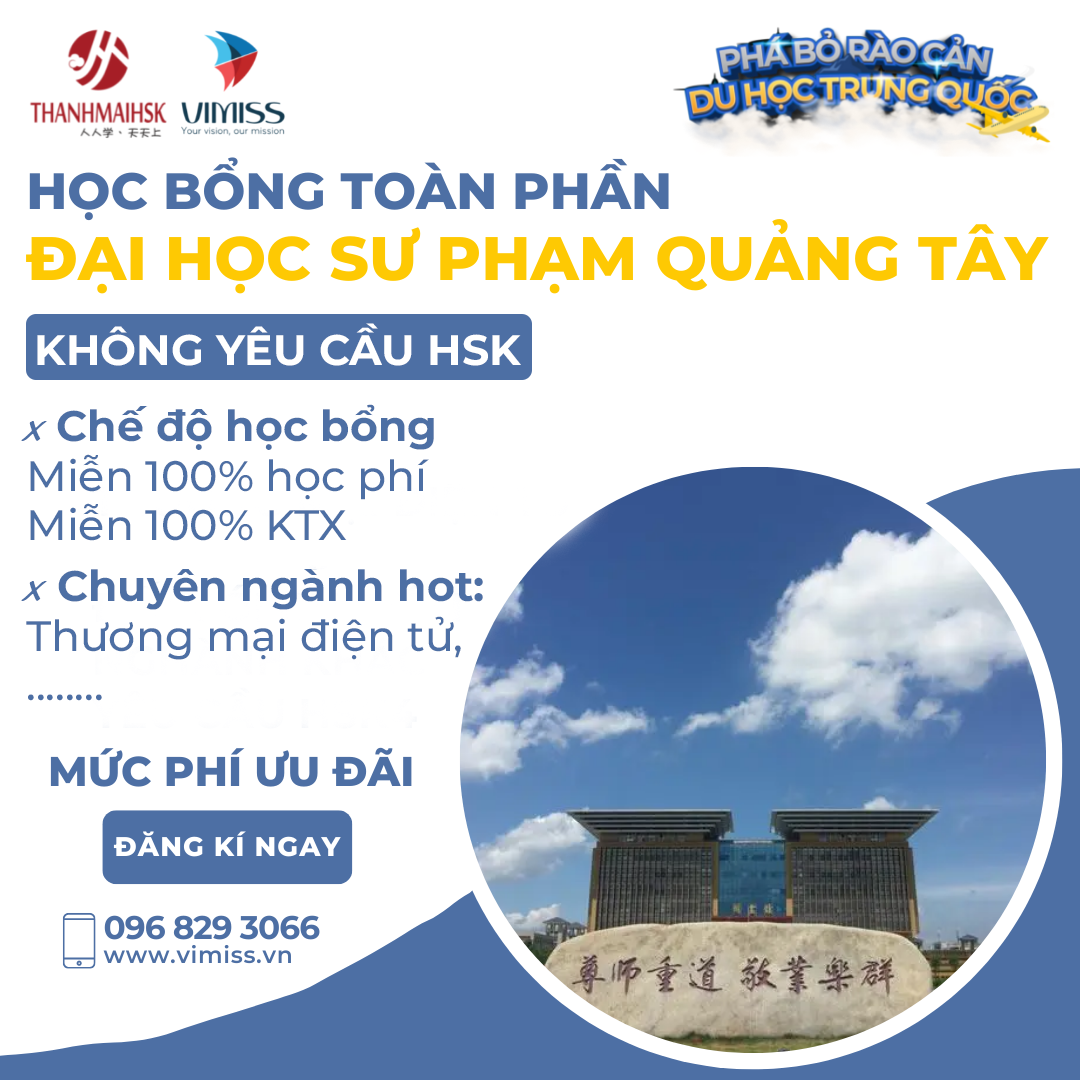 THANHMAIHSK
人人学、天天上
VIMISS
Your vision, our mission
PHÁ BỎ RÀO CẢN
DU HỌC TRUNG QUỐC
HỌC BỔNG TOÀN PHẦN
ĐẠI HỌC SƯ PHẠM QUẢNG TÂY
KHÔNG YÊU CẦU HSK
x Chế độ học bổng
Miễn 100% học phí
Miễn 100% KTX
x Chuyên ngành hot:
Thương mại điện tử,
........
MỨC PHÍ ƯU ĐÃI
ĐĂNG KÍ NGAY
096 829 3066
www.vimiss.vn
尊师重道 敬業樂群